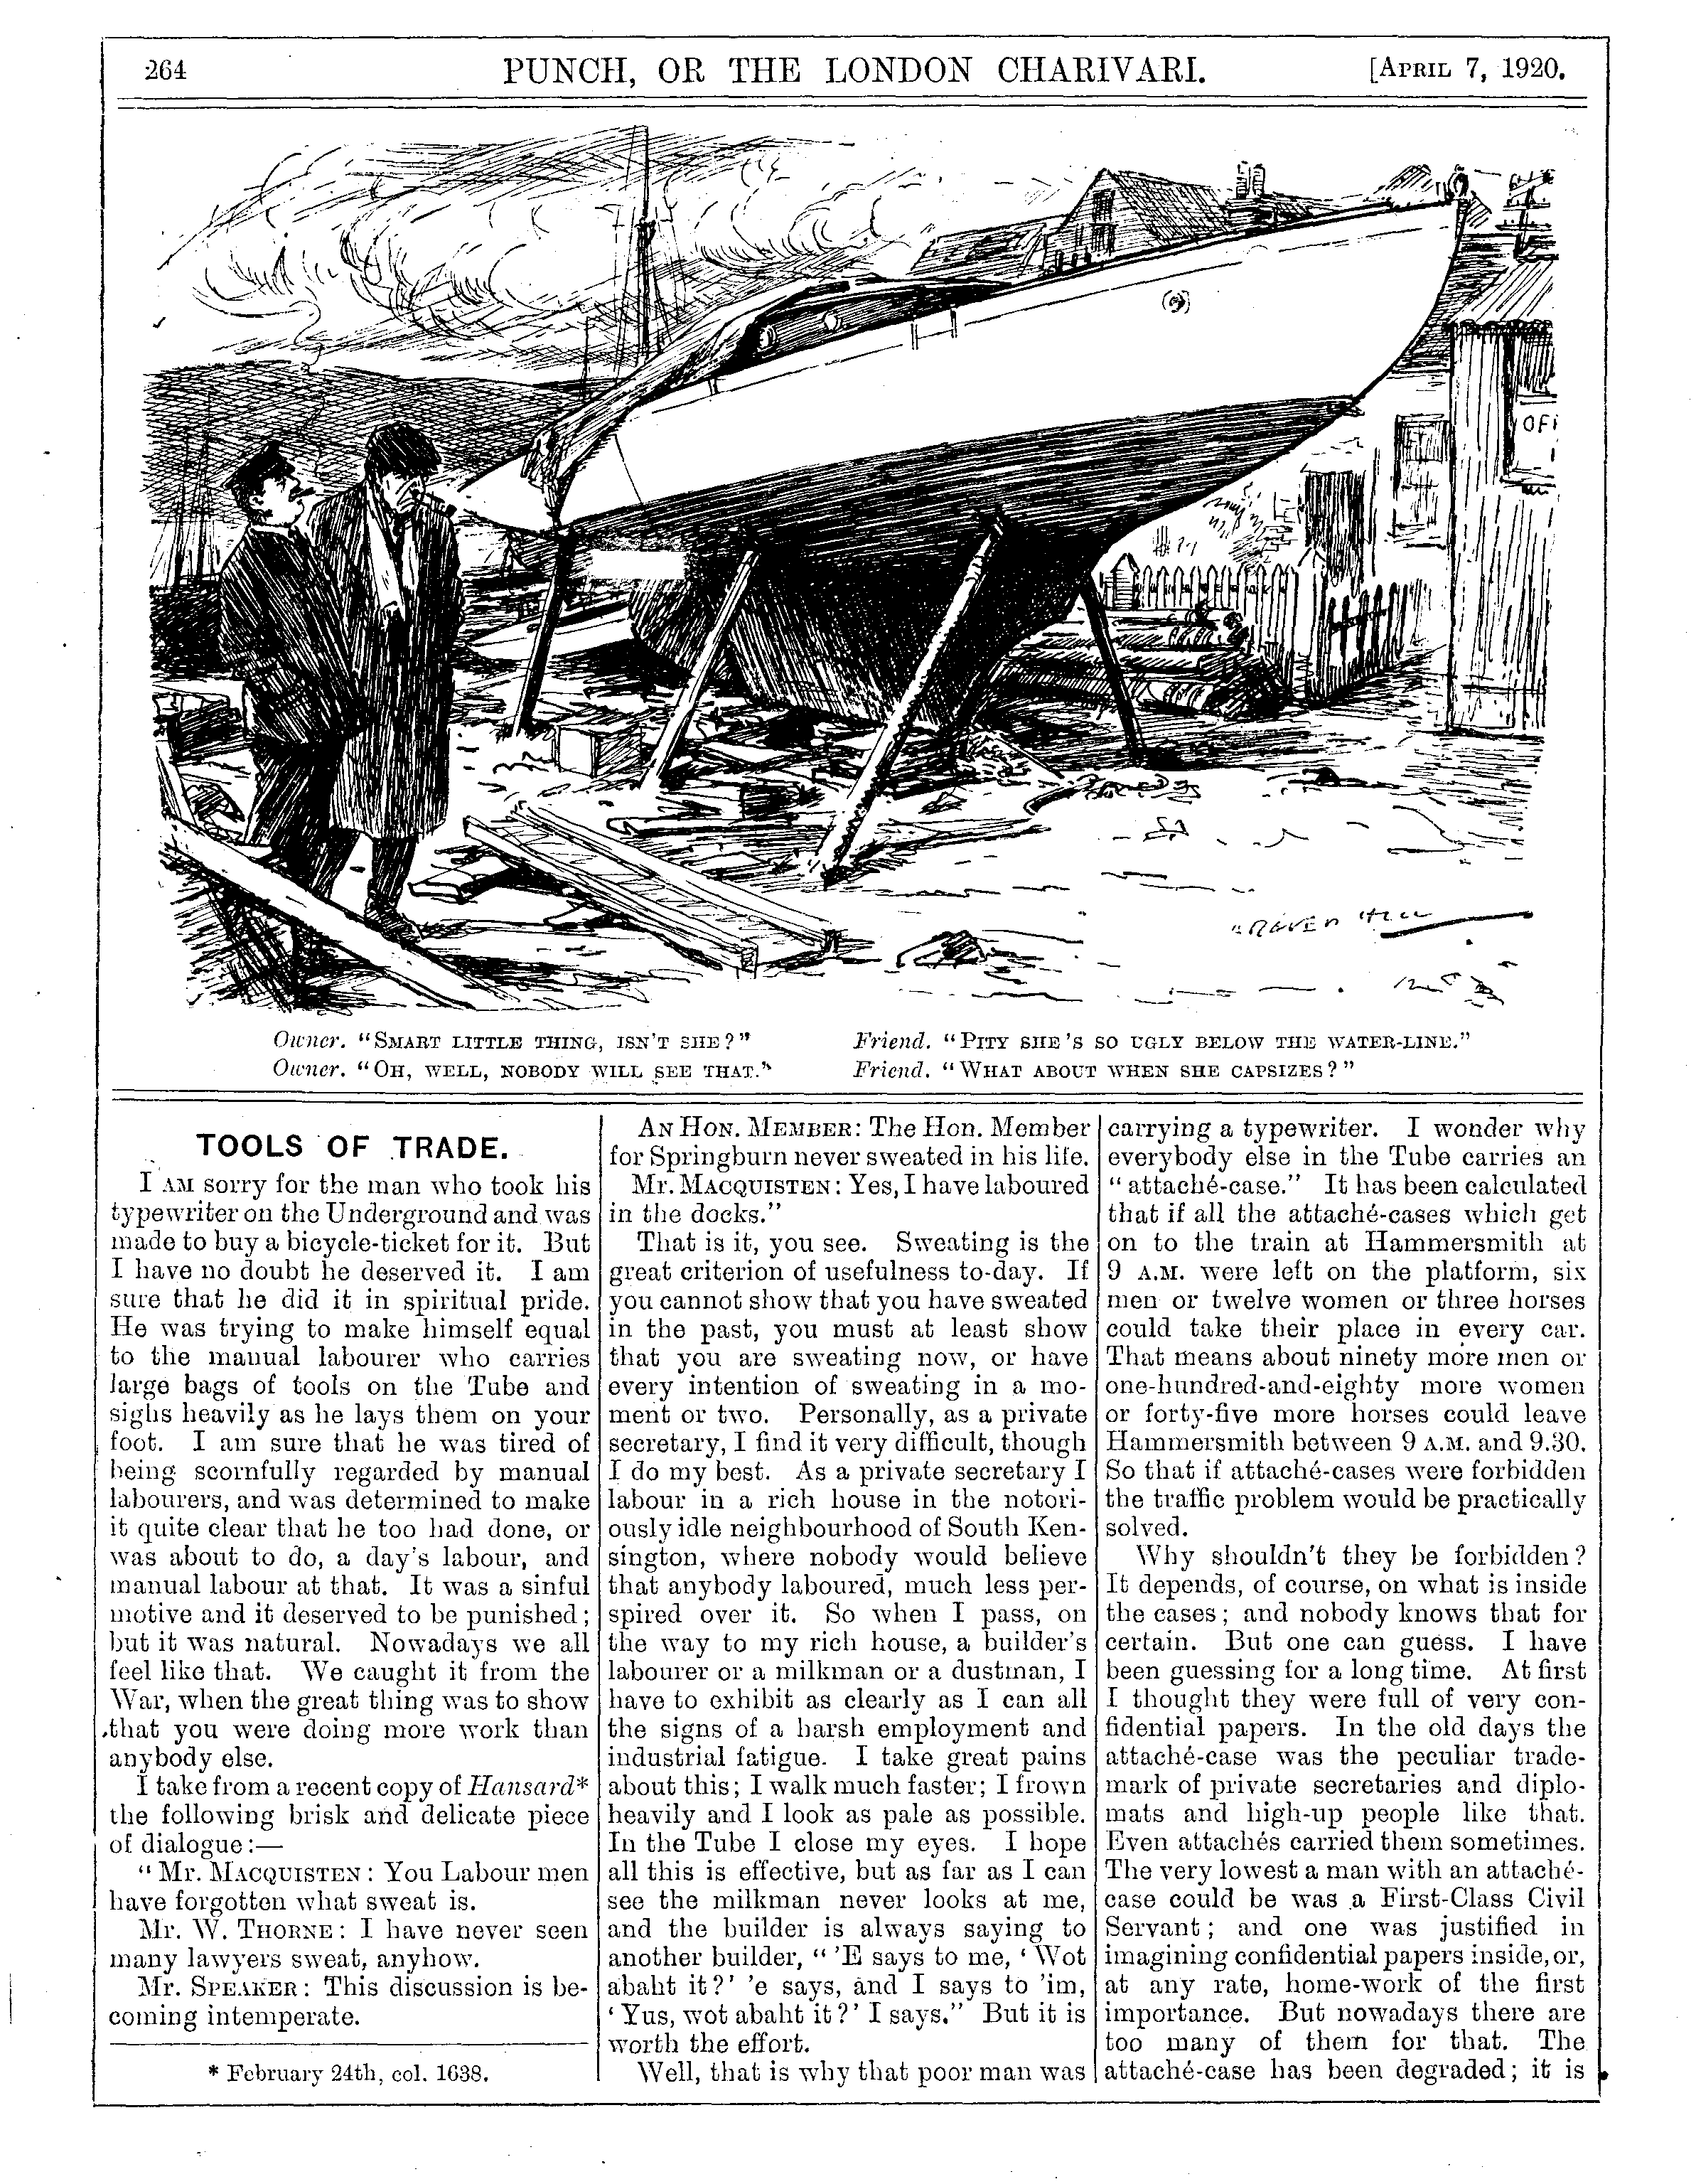 264
PUNCH, OR THE LONDON CHARIVARI.
[APRIL 7, 1920.
OFF
RAVEN HILL
Owner. "SMART LITTLE THING, ISN'T SHE?"
Friend. "PITY SHE'S SO UGLY BELOW THE WATER-LINE."
Owner. "OH, WELL, NOBODY WILL SEE THAT."
Friend. "WHAT ABOUT WHEN SHE CAPSIZES?"
TOOLS OF TRADE.
I AM sorry for the man who took his
typewriter on the Underground and was
made to buy a bicycle-ticket for it. But
I have no doubt he deserved it. I am
sure that he did it in spiritual pride.
He was trying to make himself equal
to the manual labourer who carries
large bags of tools on the Tube and
sighs heavily as he lays them on your
foot. I am sure that he was tired of
being scornfully regarded by manual
labourers, and was determined to make
it quite clear that he too had done, or
was about to do, a day's labour, and
manual labour at that. It was a sinful
motive and it deserved to be punished;
but it was natural. Nowadays we all
feel like that. We caught it from the
War, when the great thing was to show
that you were doing more work than
anybody else.
I take from a recent copy of Hansard*
the following brisk and delicate piece
of dialogue:—
"Mr. MACQUISTEN: You Labour men
have forgotten what sweat is.
Mr. W. THORNE: I have never seen
many lawyers sweat, anyhow.
Mr. SPEAKER: This discussion is be-
coming intemperate.
* February 24th, col. 1638.
AN HON. MEMBER: The Hon. Member
for Springburn never sweated in his life.
Mr. MACQUISTEN: Yes, I have laboured
in the docks."
That is it, you see. Sweating is the
great criterion of usefulness to-day. If
you cannot show that you have sweated
in the past, you must at least show
that you are sweating now, or have
every intention of sweating in a mo-
ment or two. Personally, as a private
secretary, I find it very difficult, though
I do my best. As a private secretary I
labour in a rich house in the notori-
ously idle neighbourhood of South Ken-
sington, where nobody would believe
that anybody laboured, much less per-
spired over it. So when I pass, on
the way to my rich house, a builder's
labourer or a milkman or a dustman, I
have to exhibit as clearly as I can all
the signs of a harsh employment and
industrial fatigue. I take great pains
about this; I walk much faster; I frown
heavily and I look as pale as possible.
In the Tube I close my eyes. I hope
all this is effective, but as far as I can
see the milkman never looks at me,
and the builder is always saying to
another builder, "'E says to me, 'Wot
abaht it?' 'e says, and I says to 'im,
'Yus, wot abaht it?' I says." But it is
worth the effort.
Well, that is why that poor man was
carrying a typewriter. I wonder why
everybody else in the Tube carries an
"attaché-case." It has been calculated
that if all the attaché-cases which get
on to the train at Hammersmith at
9 A.M. were left on the platform, six
men or twelve women or three horses
could take their place in every car.
That means about ninety more men or
one-hundred-and-eighty more women
or forty-five more horses could leave
Hammersmith between 9 A.M. and 9.30.
So that if attaché-cases were forbidden
the traffic problem would be practically
solved.
Why shouldn't they be forbidden?
It depends, of course, on what is inside
the cases; and nobody knows that for
certain. But one can guess. I have
been guessing for a long time. At first
I thought they were full of very con-
fidential papers. In the old days the
attaché-case was the peculiar trade-
mark of private secretaries and diplo-
mats and high-up people like that.
Even attachés carried them sometimes.
The very lowest a man with an attaché-
case could be was a First-Class Civil
Servant; and one was justified in
imagining confidential papers inside, or,
at any rate, home-work of the first
importance. But nowadays there are
too many of them for that. The
attaché-case has been degraded; it is